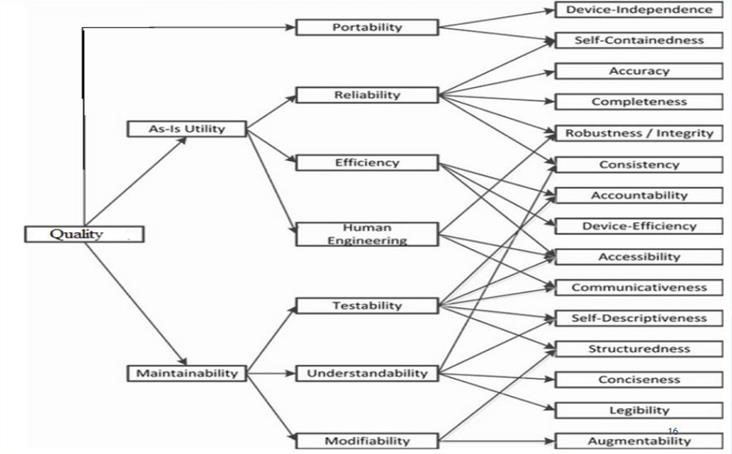 Device-Independence
Portability
Self-Containedness
Accuracy
Reliability
Completeness
As-Is Utility
Robustness / Integrity
Efficiency
Consistency
Accountability
Device-Efficiency
Quality
Human
Engineering
Accessibility
Communicativeness
Testability
Self-Descriptiveness
Structuredness
Maintainability
Understandability
Conciseness
Legibility
16
Modifiability
Augmentability